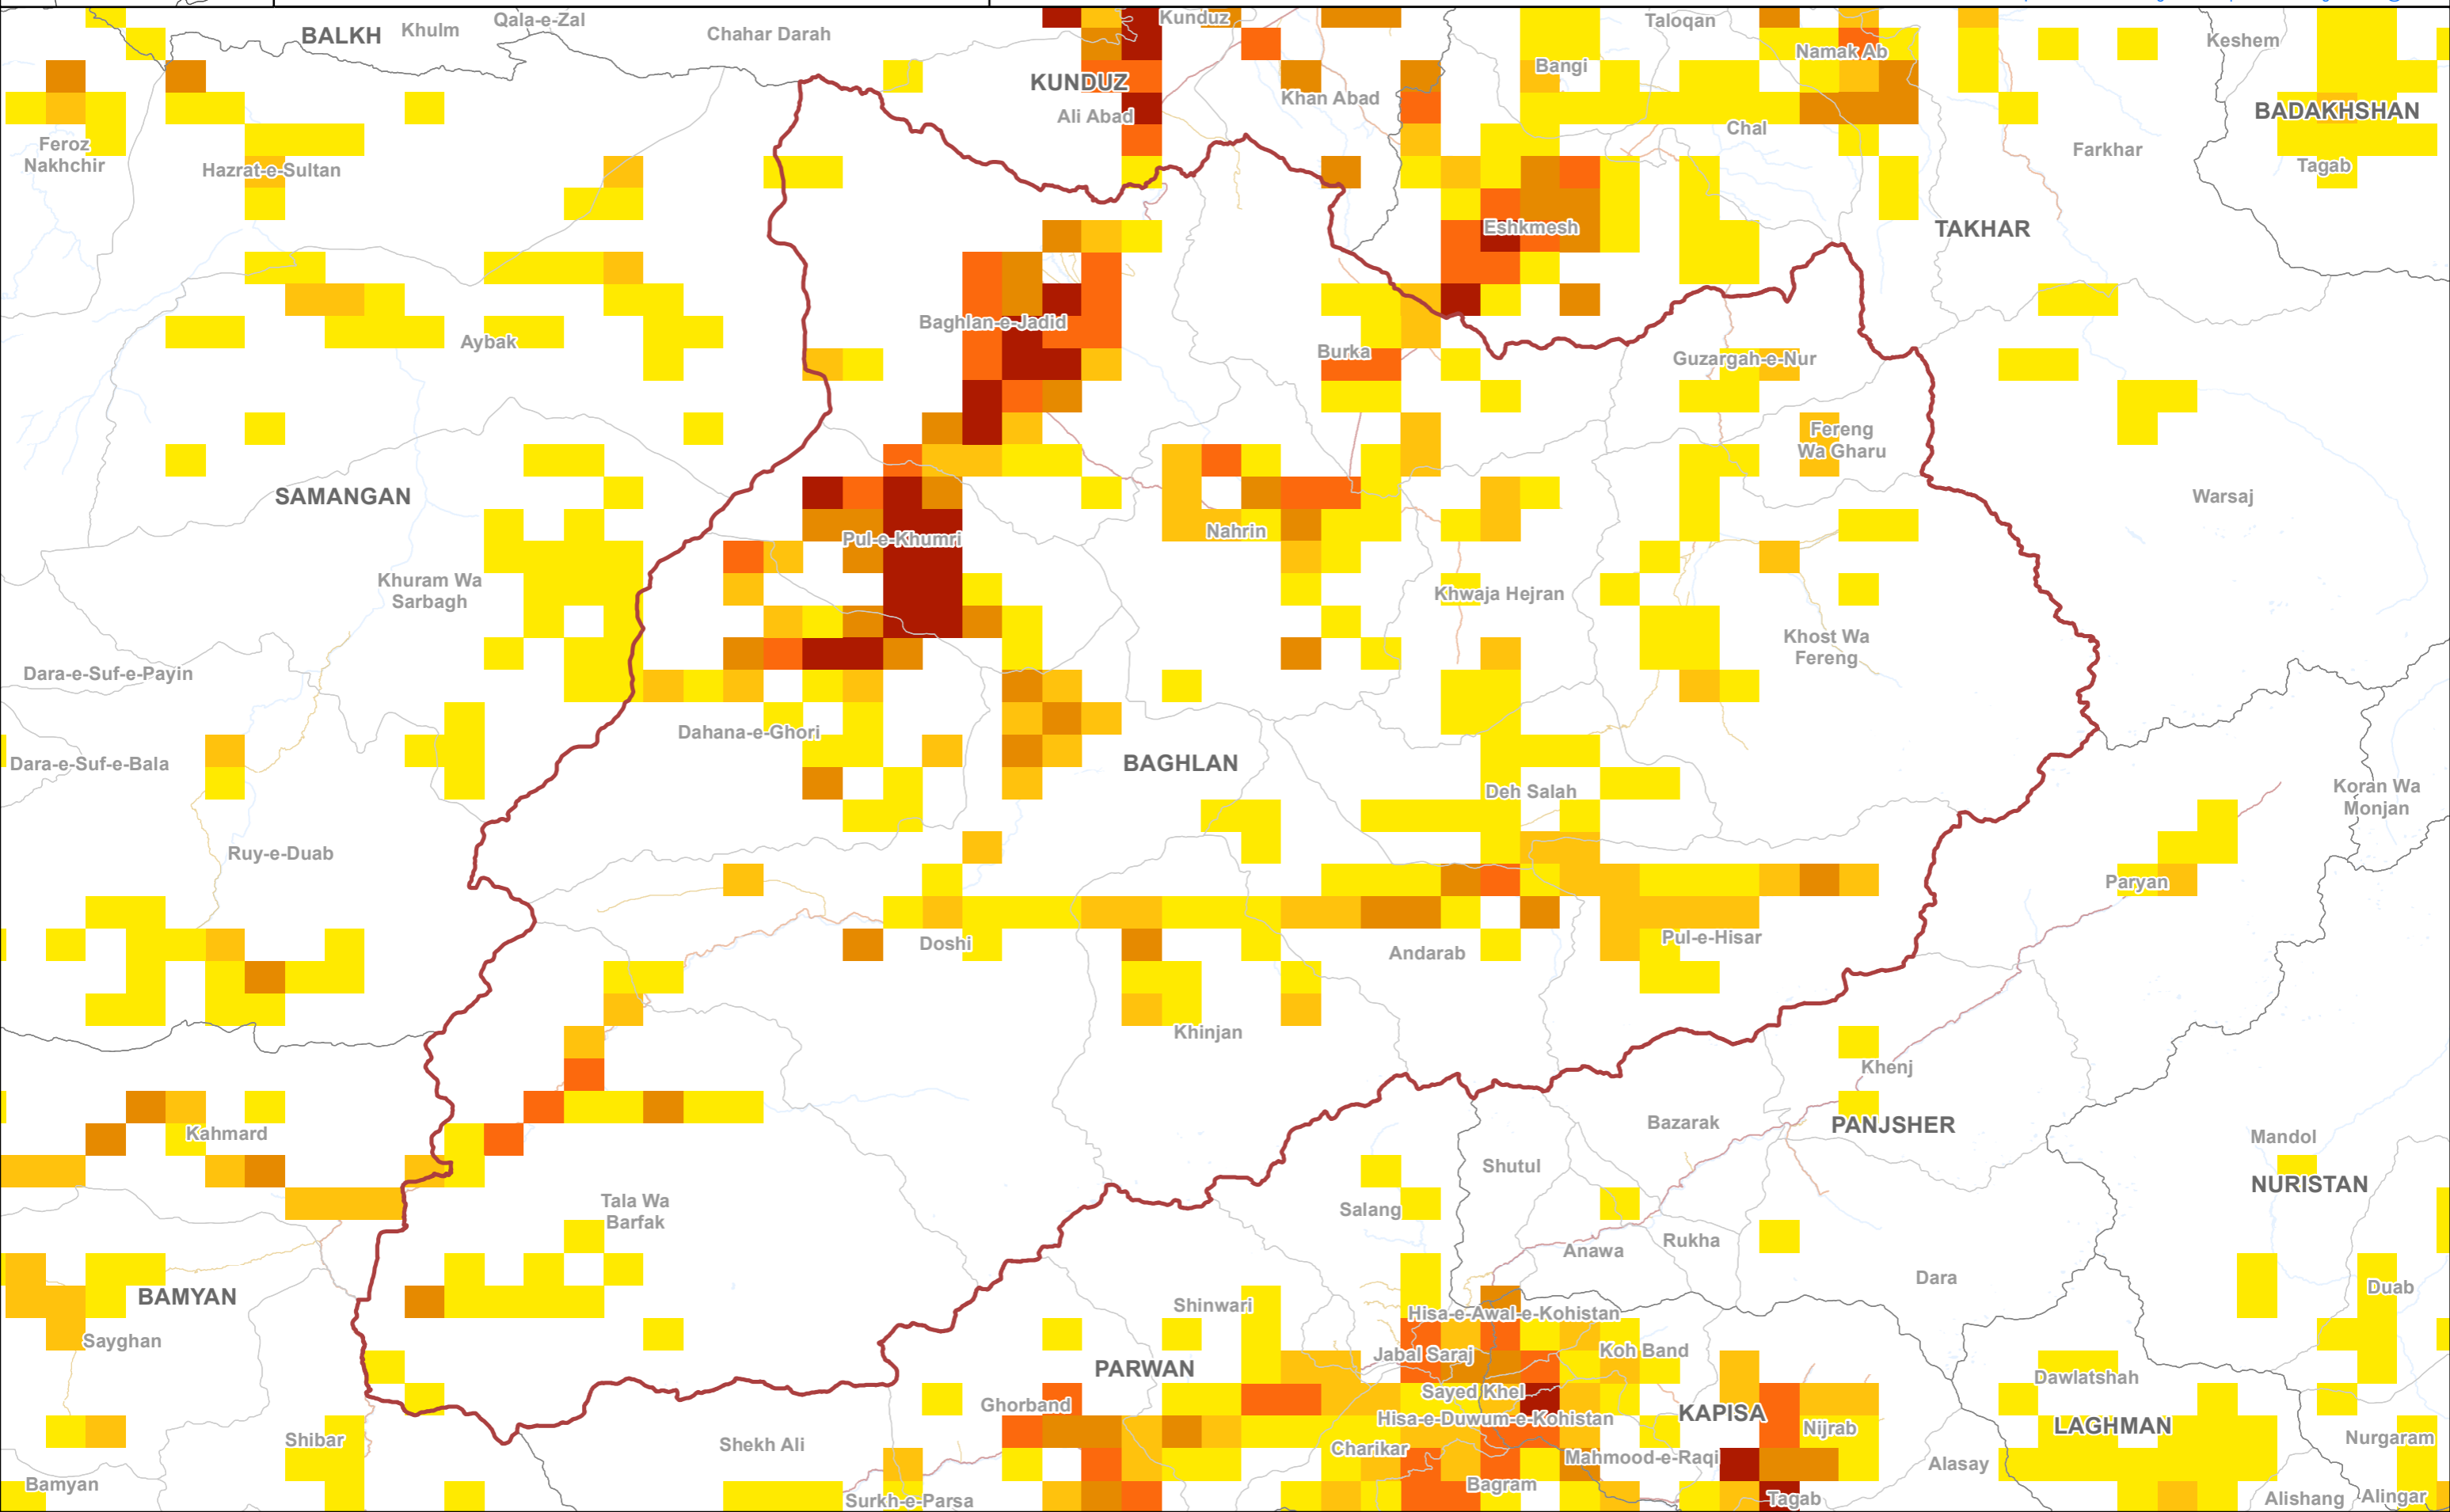 Qala-e-Zal
Kunduz
Taloqan
BALKH
Khulm
Chahar Darah
Keshem
Namak Ab
Bangi
KUNDUZ
Khan Abad
BADAKHSHAN
Ali Abad
Chal
Feroz
Nakhchir
Farkhar
Hazrat-e-Sultan
Tagab
Eshkmesh
TAKHAR
Baghlan-e-Jadid
Aybak
Burka
Guzargah-e-Nur
Fereng
Wa Gharu
SAMANGAN
Warsaj
Nahrin
Pul-e-Khumri
Khuram Wa
Sarbagh
Khwaja Hejran
Khost Wa
Fereng
Dara-e-Suf-e-Payin
Dahana-e-Ghori
Dara-e-Suf-e-Bala
BAGHLAN
Deh Salah
Koran Wa
Monjan
Ruy-e-Duab
Paryan
Doshi
Andarab
Pul-e-Hisar
Khinjan
Khenj
Kahmard
Bazarak
PANJSHER
Mandol
Shutul
NURISTAN
Tala Wa
Barfak
Salang
Anawa
Rukha
Dara
Duab
BAMYAN
Shinwari
Hisa-e-Awal-e-Kohistan
Sayghan
Jabal Saraj
Koh Band
PARWAN
Dawlatshah
Sayed Khel
Ghorband
KAPISA
Hisa-e-Duwum-e-Kohistan
LAGHMAN
Nijrab
Shibar
Shekh Ali
Charikar
Mahmood-e-Raqi
Nurgaram
Alasay
Bamyan
Bagram
Surkh-e-Parsa
Tagab
Alishang
Alingar